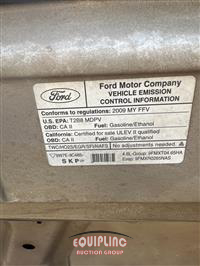 Ford
Ford Motor Company
VEHICLE EMISSION
CONTROL INFORMATION
Conforms to regulations: 2009 MY FFV
U.S. EPA: T2B8 MDPV
OBD: CA II Fuel: Gasoline/Ethanol
California: Certified for sale ULEV II qualified
OBD: CA II Fuel: Gasoline/Ethanol
TWC/HO2S/EGR/SFI/NAFS No adjustments needed.
SKP
EQUIPLINC
AUCTION GROUP